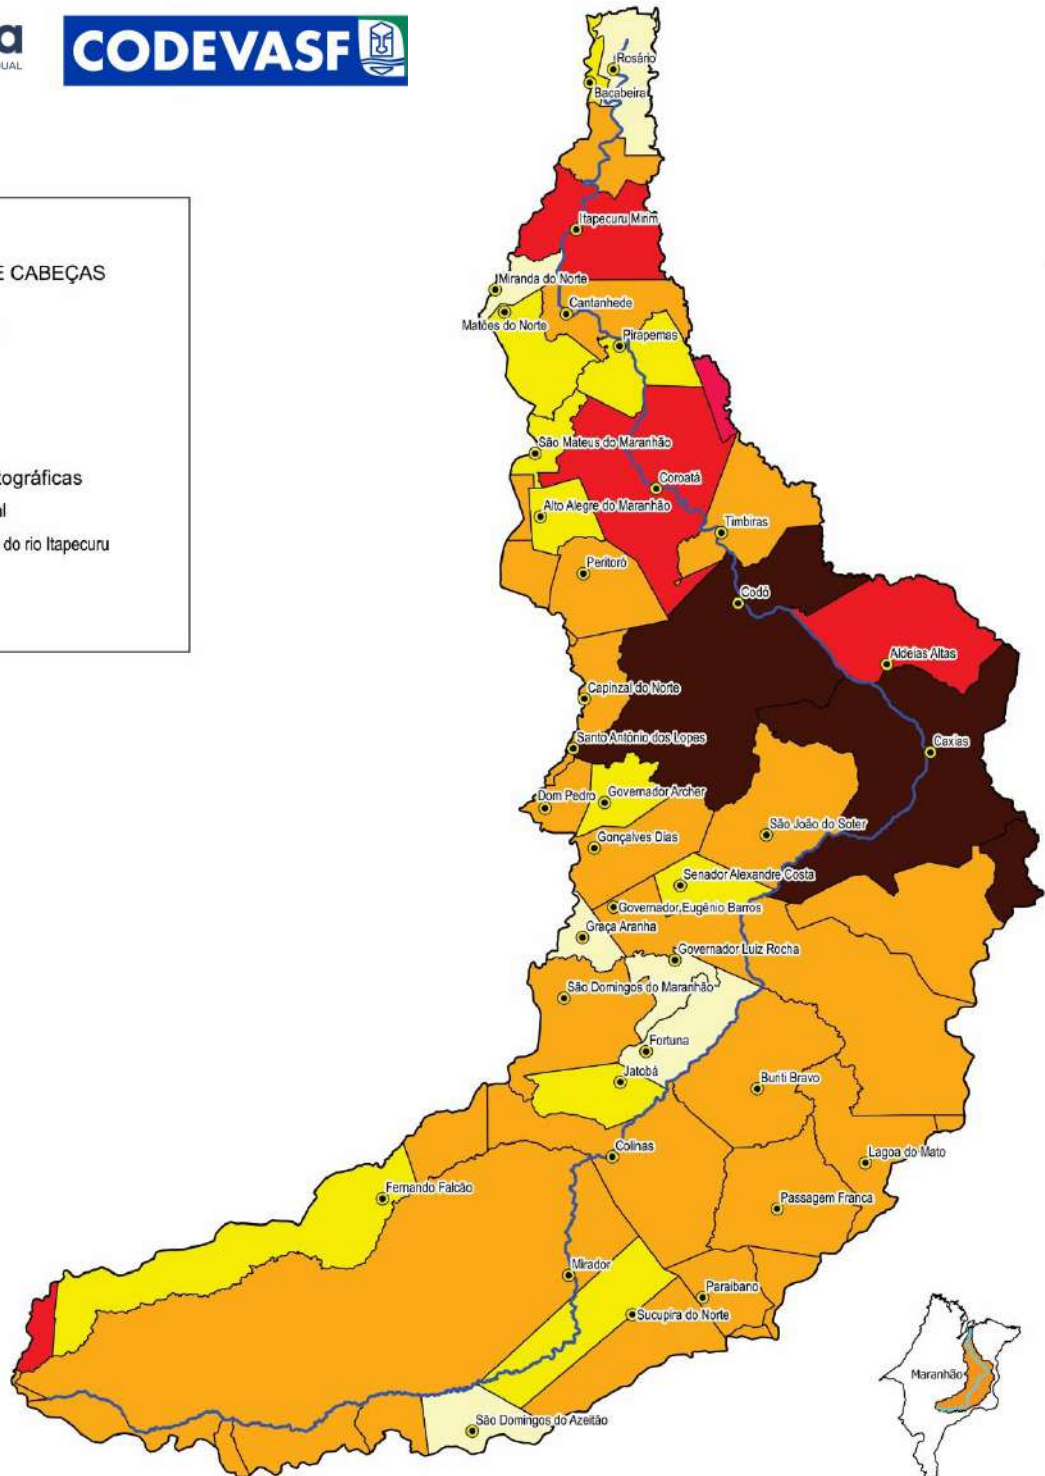 a
UAL
CODEVASF
E CABEÇAS
tográficas
al
do rio Itapecuru
Rosário
Bacabeira
Itapecuru Mirim
Miranda do Norte
Cantanhede
Matões do Norte
Pirapemas
São Mateus do Maranhão
Coroatá
Alto Alegre do Maranhão
Timbiras
Peritoró
Codó
Aldeias Altas
Capinzal do Norte
Santo Antônio dos Lopes
Caxias
Dom Pedro
Governador Archer
São João do Soter
Gonçalves Dias
Senador Alexandre Costa
Governador Eugênio Barros
Graça Aranha
Governador Luiz Rocha
São Domingos do Maranhão
Fortuna
Jatobá
Buriti Bravo
Colinas
Lagoa do Mato
Fernando Falcão
Passagem Franca
Mirador
Paraibano
Sucupira do Norte
Maranhão
São Domingos do Azeitão